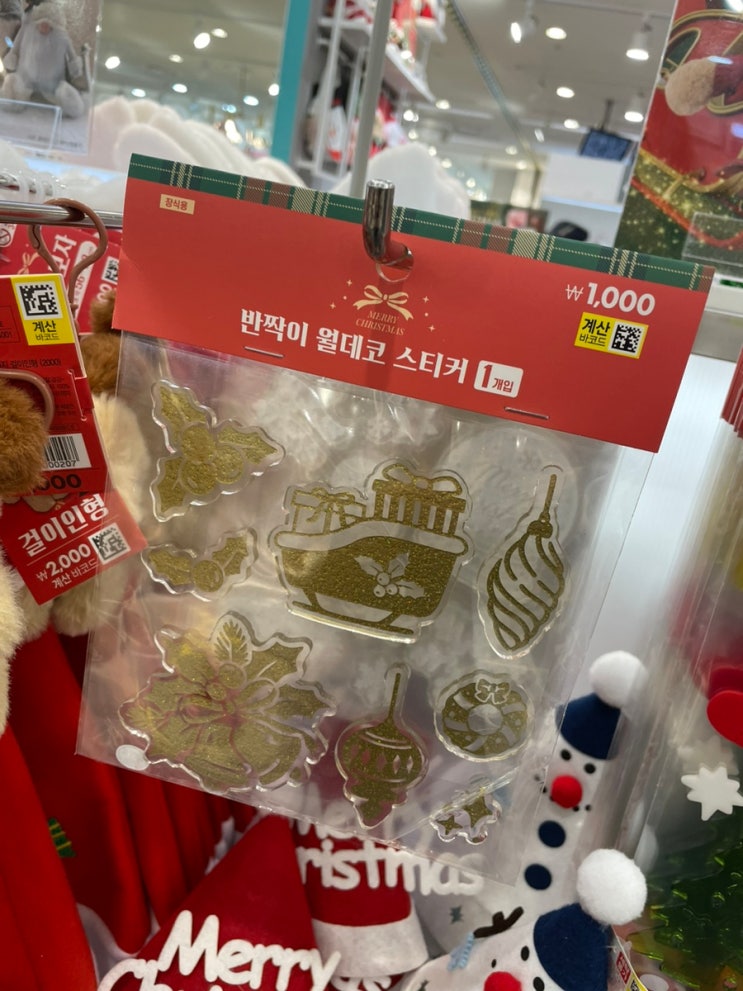 장식용
₩1,000
MERRY
CHRISTMAS
계산
바코드
반짝이 월데코 스티커 1개입
계산
바코드
걸이인형
₩2,000
계산 바코드
Merry